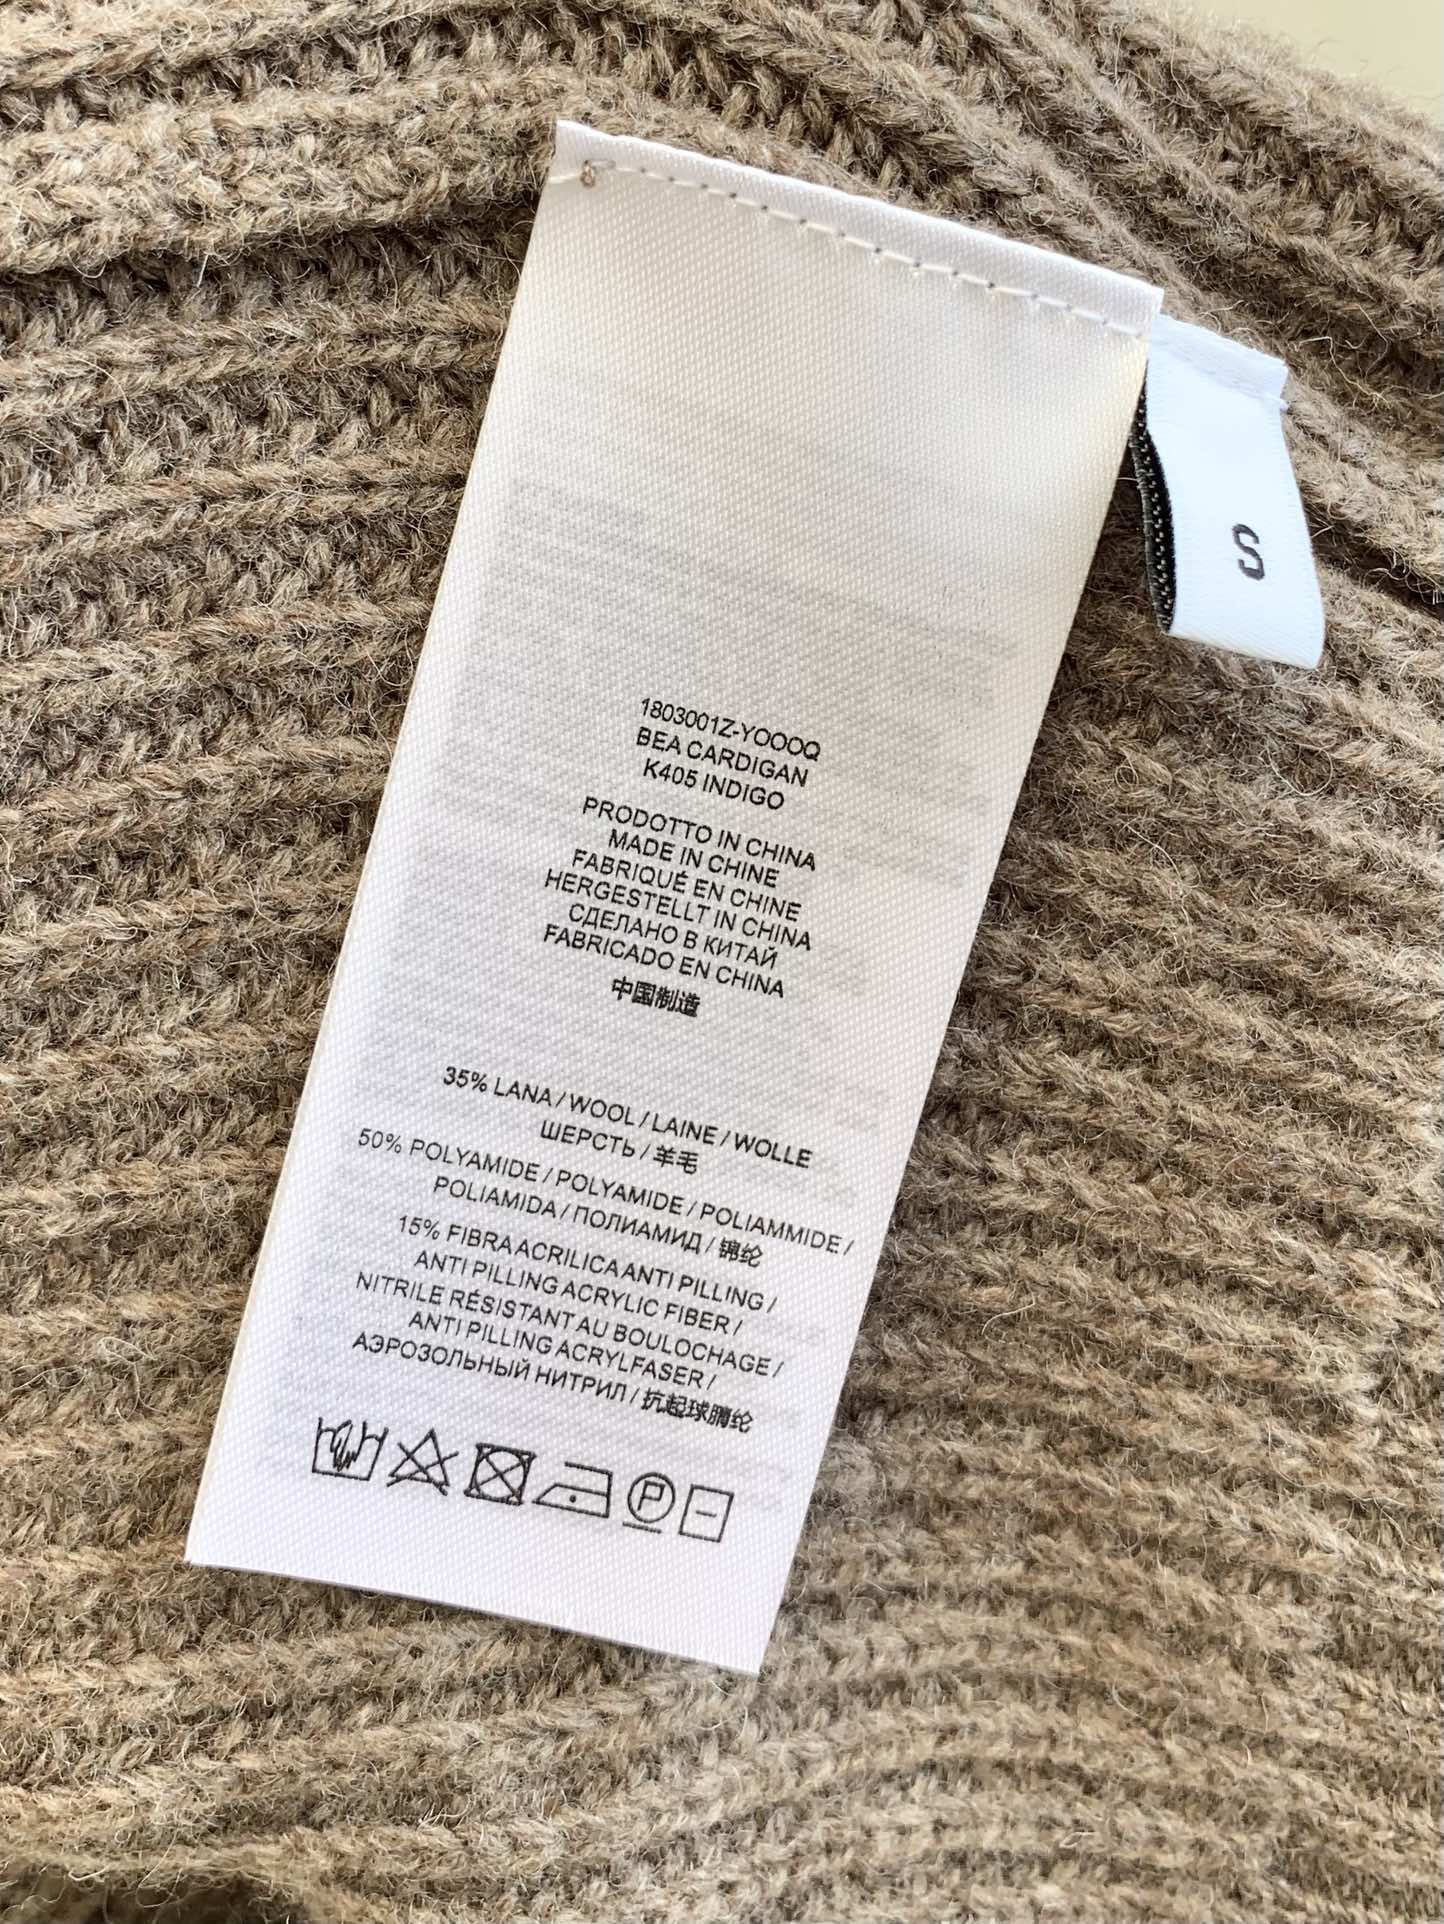 1803001Z-YOOOQ
BEA CARDIGAN
K405 INDIGO
PRODOTTO IN CHINA
MADE IN CHINE
FABRIQUÉ EN CHINE
HERGESTELLT IN CHINA
СДЕЛАНО В КИТАЙ
FABRICADO EN CHINA
中国制造
35% LANA / WOOL / LAINE / WOLLE
ШЕРСТЬ / 羊毛
50% POLYAMIDE / POLYAMIDE / POLIAMMIDE /
POLIAMIDA / ПОЛИАМИД / 锦纶
15% FIBRA ACRILICA ANTI PILLING /
ANTI PILLING ACRYLIC FIBER /
NITRILE RÉSISTANT AU BOULOCHAGE /
ANTI PILLING ACRYLFASER /
АЭРОЗОЛЬНЫЙ НИТРИЛ / 抗起球腈纶
P
S